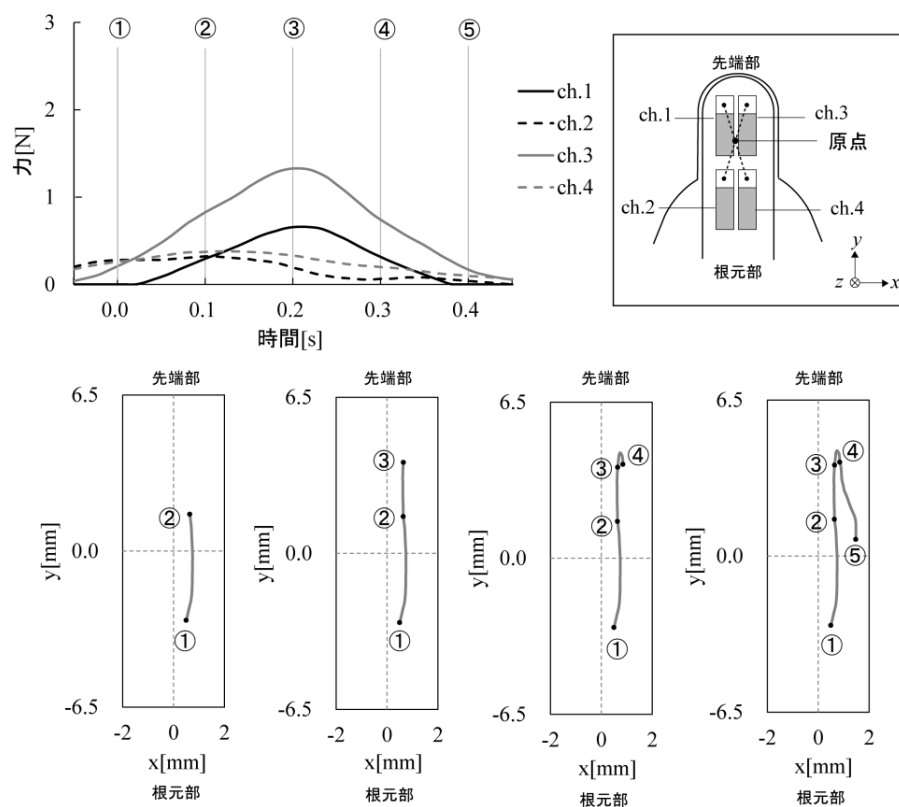 ① ② ③ ④ ⑤
3
2
1
0
力[N]
0.0 0.1 0.2 0.3 0.4
時間[s]
ch.1
ch.2
ch.3
ch.4
先端部
ch.1
ch.3
原点
ch.2
ch.4
根元部
y
z
x
先端部
6.5
0.0
-6.5
y[mm]
②
①
-2 0 2
x[mm]
根元部
先端部
6.5
0.0
-6.5
y[mm]
③
②
①
-2 0 2
x[mm]
根元部
先端部
6.5
0.0
-6.5
y[mm]
④
③
②
①
-2 0 2
x[mm]
根元部
先端部
6.5
0.0
-6.5
y[mm]
④
③
②
⑤
①
-2 0 2
x[mm]
根元部